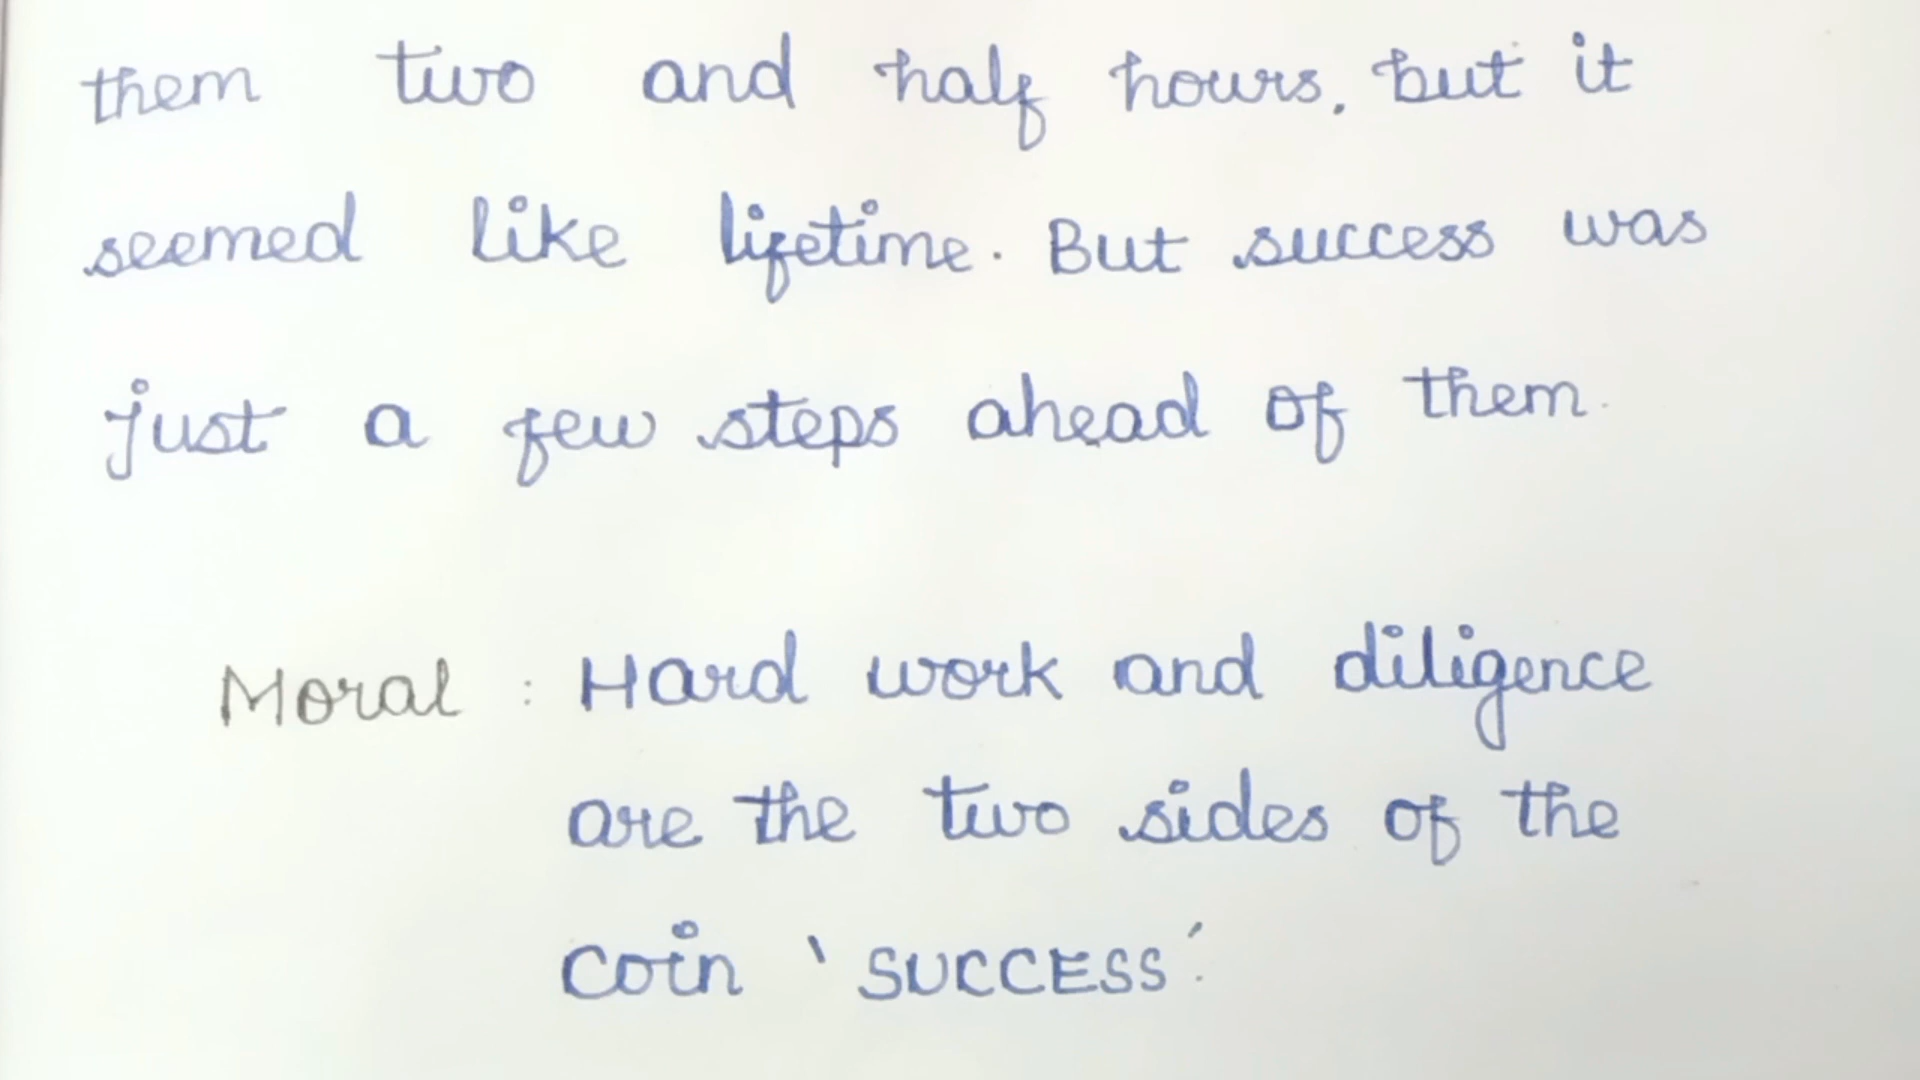 them two and half hours, but it
seemed like lifetime. But success was
just a few steps ahead of them.
Moral : Hard work and diligence
are the two sides of the
coin 'SUCCESS'.